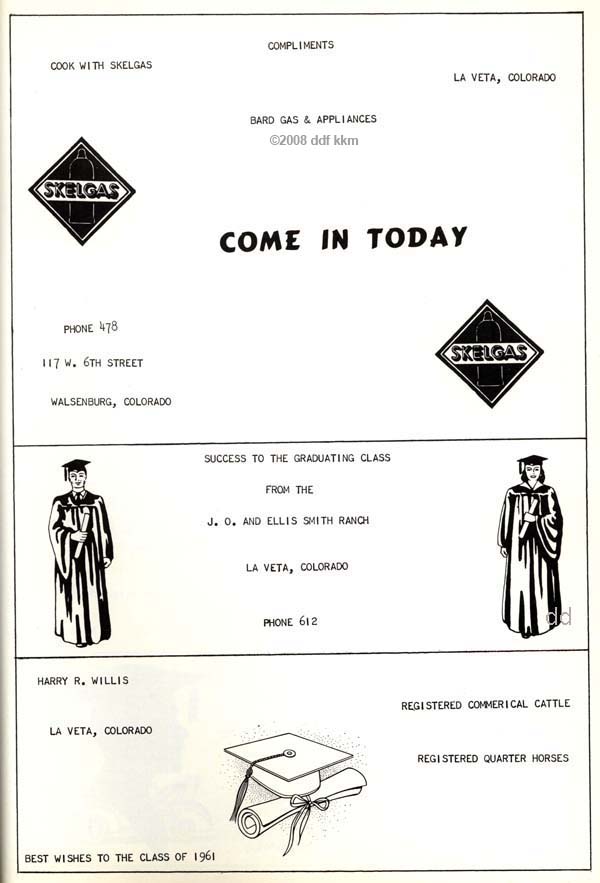 COMPLIMENTS
COOK WITH SKELGAS
LA VETA, COLORADO
BARD GAS & APPLIANCES
©2008 ddf kkm
SKELGAS
COME IN TODAY
PHONE 478
SKELGAS
117 W. 6TH STREET
WALSENBURG, COLORADO
SUCCESS TO THE GRADUATING CLASS
FROM THE
J. O. AND ELLIS SMITH RANCH
LA VETA, COLORADO
PHONE 612
dd
HARRY R. WILLIS
REGISTERED COMMERICAL CATTLE
LA VETA, COLORADO
REGISTERED QUARTER HORSES
BEST WISHES TO THE CLASS OF 1961